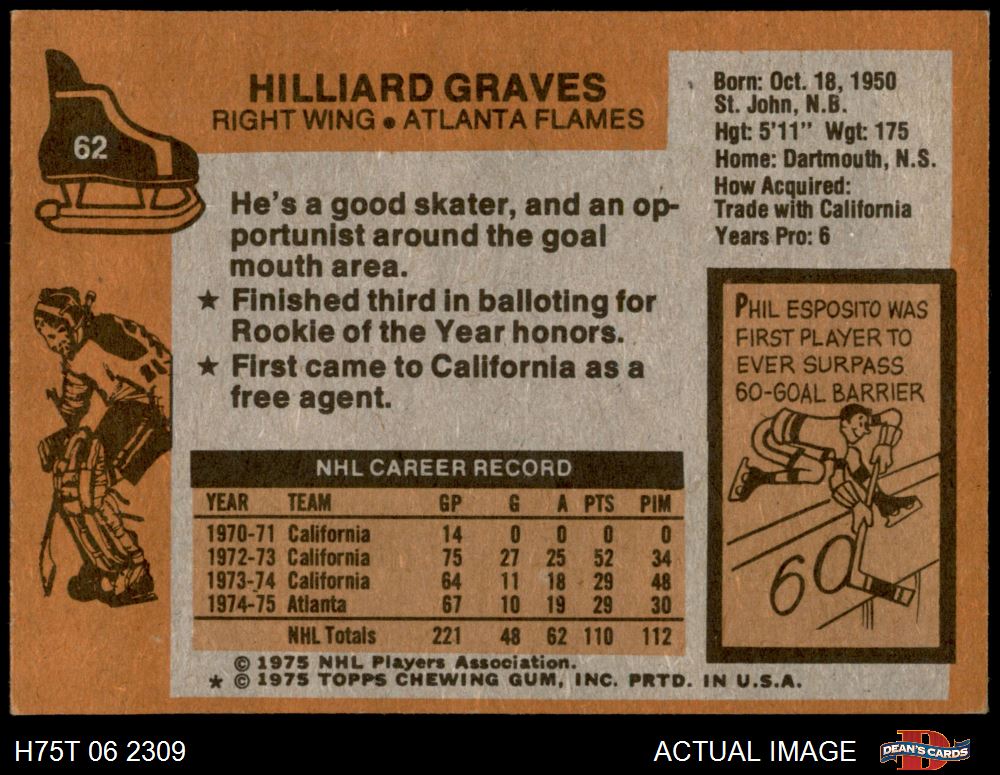 HILLIARD GRAVES
RIGHT WING • ATLANTA FLAMES
62
Born: Oct. 18, 1950
St. John, N.B.
Hgt: 5'11" Wgt: 175
Home: Dartmouth, N.S.
How Acquired:
Trade with California
Years Pro: 6
He's a good skater, and an op-
portunist around the goal
mouth area.
★ Finished third in balloting for
Rookie of the Year honors.
★ First came to California as a
free agent.
PHIL ESPOSITO WAS
FIRST PLAYER TO
EVER SURPASS
60-GOAL BARRIER
60
NHL CAREER RECORD
YEAR TEAM GP G A PTS PIM
1970-71 California 14 0 0 0 0
1972-73 California 75 27 25 52 34
1973-74 California 64 11 18 29 48
1974-75 Atlanta 67 10 19 29 30
NHL Totals 221 48 62 110 112
© 1975 NHL Players Association.
★ © 1975 TOPPS CHEWING GUM, INC. PRTD. IN U.S.A.
H75T 06 2309
ACTUAL IMAGE
D
DEAN'S CARDS